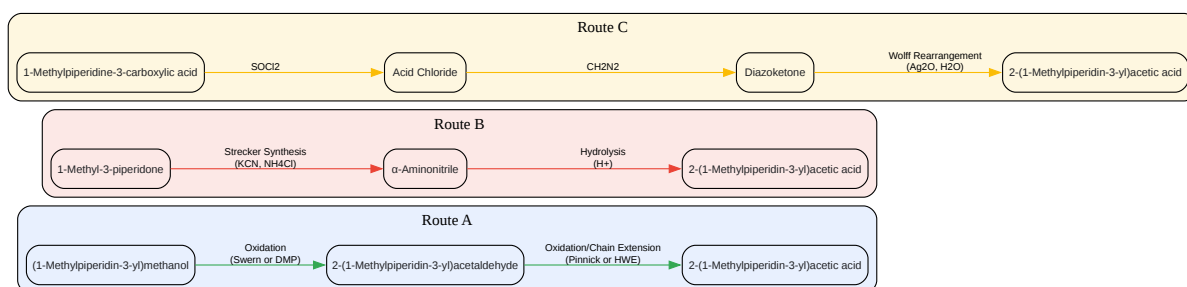 Route C
1-Methylpiperidine-3-carboxylic acid
SOCl2
Acid Chloride
CH2N2
Diazoketone
Wolff Rearrangement
(Ag2O, H2O)
2-(1-Methylpiperidin-3-yl)acetic acid
Route B
1-Methyl-3-piperidone
Strecker Synthesis
(KCN, NH4Cl)
α-Aminonitrile
Hydrolysis
(H+)
2-(1-Methylpiperidin-3-yl)acetic acid
Route A
(1-Methylpiperidin-3-yl)methanol
Oxidation
(Swern or DMP)
2-(1-Methylpiperidin-3-yl)acetaldehyde
Oxidation/Chain Extension
(Pinnick or HWE)
2-(1-Methylpiperidin-3-yl)acetic acid